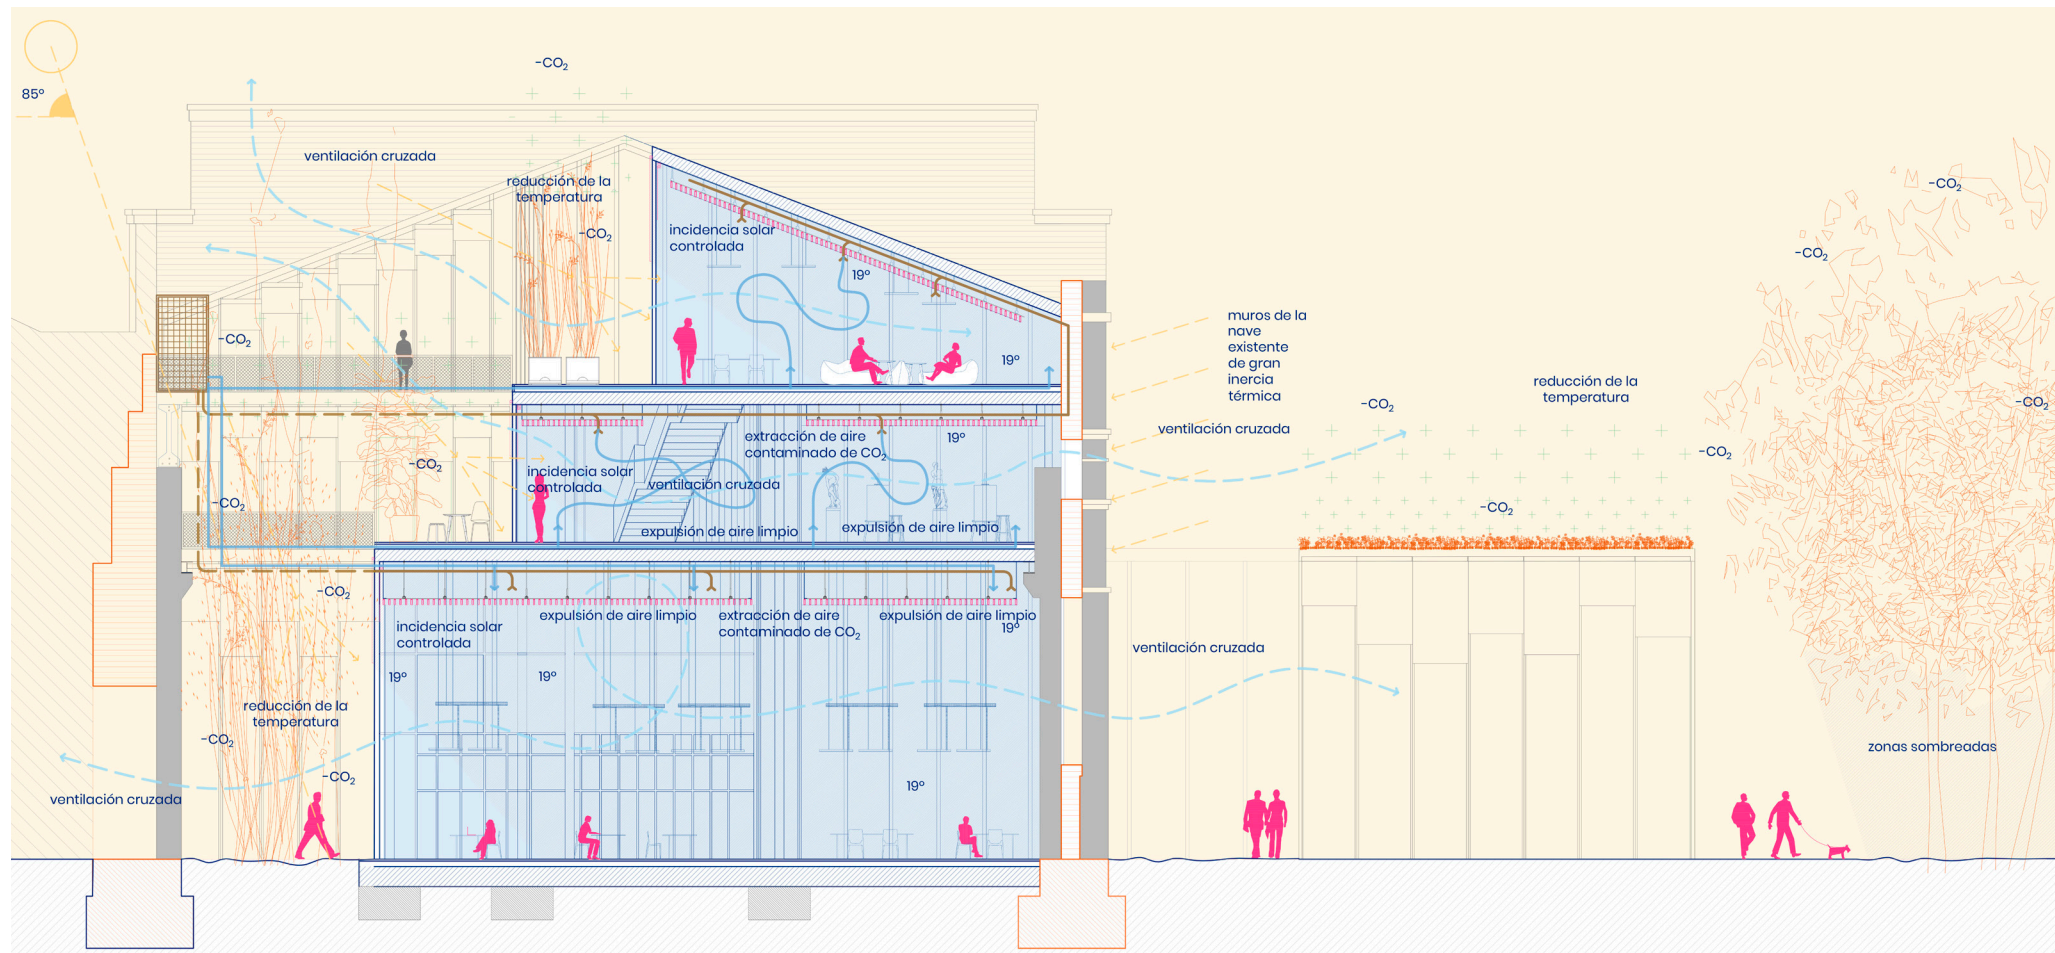 -CO₂
85º
ventilación cruzada
reducción de la
temperatura
-CO₂
-CO₂
incidencia solar
controlada
-CO₂
19º
muros de la
nave
existente
de gran
inercia
térmica
-CO₂
19º
reducción de la
temperatura
-CO₂
-CO₂
ventilación cruzada
extracción de aire
contaminado de CO₂
19º
-CO₂
-CO₂
incidencia solar
controlada
ventilación cruzada
-CO₂
-CO₂
expulsión de aire limpio
expulsión de aire limpio
-CO₂
expulsión de aire limpio
extracción de aire
contaminado de CO₂
expulsión de aire limpio
19º
incidencia solar
controlada
ventilación cruzada
19º
19º
reducción de la
temperatura
-CO₂
zonas sombreadas
-CO₂
19º
ventilación cruzada